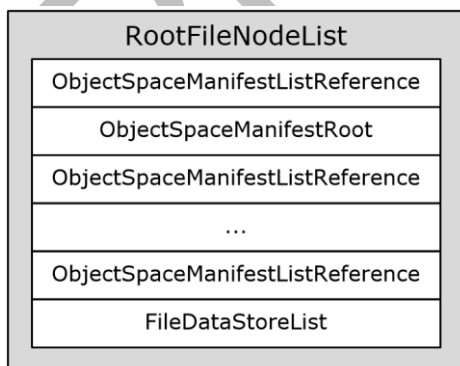 RootFileNodeList
ObjectSpaceManifestListReference
ObjectSpaceManifestRoot
ObjectSpaceManifestListReference
...
ObjectSpaceManifestListReference
FileDataStoreList